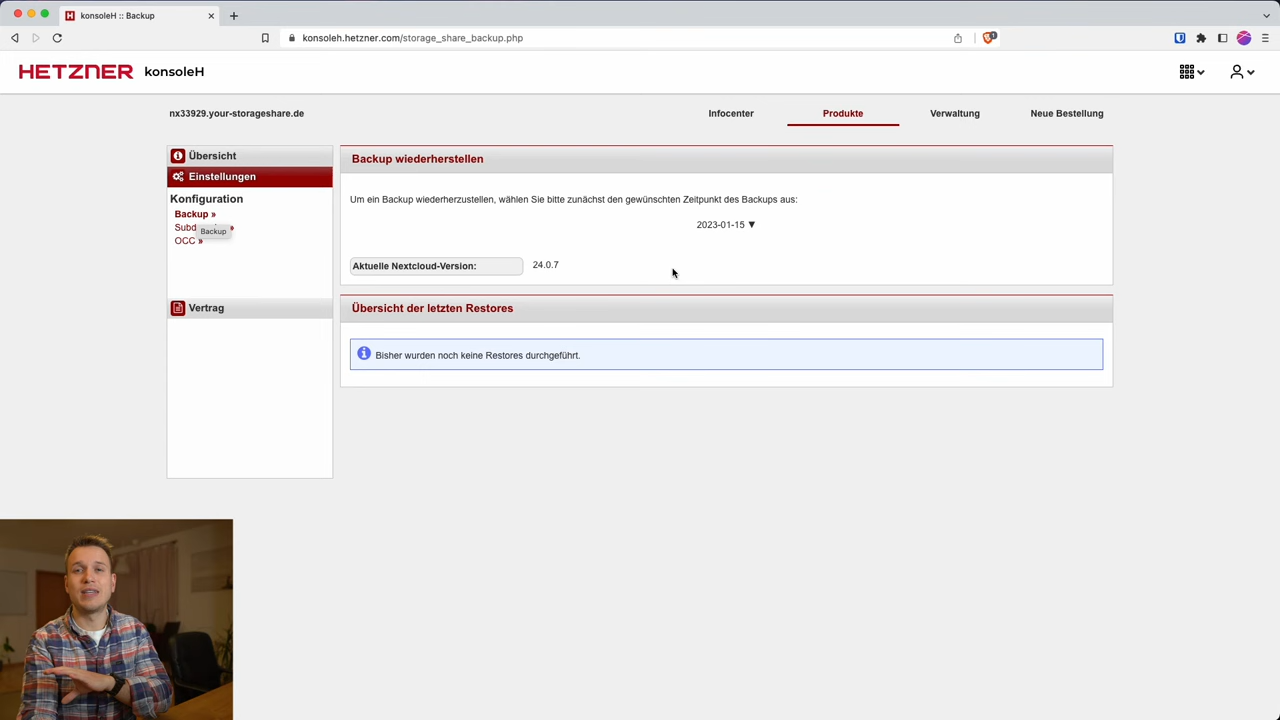 konsoleH :: Backup
konsoleh.hetzner.com/storage_share_backup.php
HETZNER konsoleH
nx33929.your-storageshare.de
Infocenter
Produkte
Verwaltung
Neue Bestellung
Übersicht
Einstellungen
Konfiguration
Backup »
Subd »
Backup
OCC »
Vertrag
Backup wiederherstellen
Um ein Backup wiederherzustellen, wählen Sie bitte zunächst den gewünschten Zeitpunkt des Backups aus:
2023-01-15 ▼
Aktuelle Nextcloud-Version: 24.0.7
Übersicht der letzten Restores
Bisher wurden noch keine Restores durchgeführt.